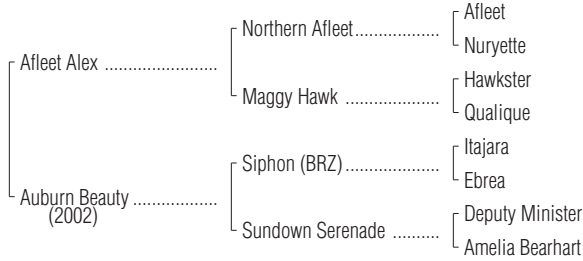 Afleet
Northern Afleet
Nuryette
Afleet Alex
Hawkster
Maggy Hawk
Qualique
Itajara
Siphon (BRZ)
Ebrea
Auburn Beauty
(2002)
Deputy Minister
Sundown Serenade
Amelia Bearhart